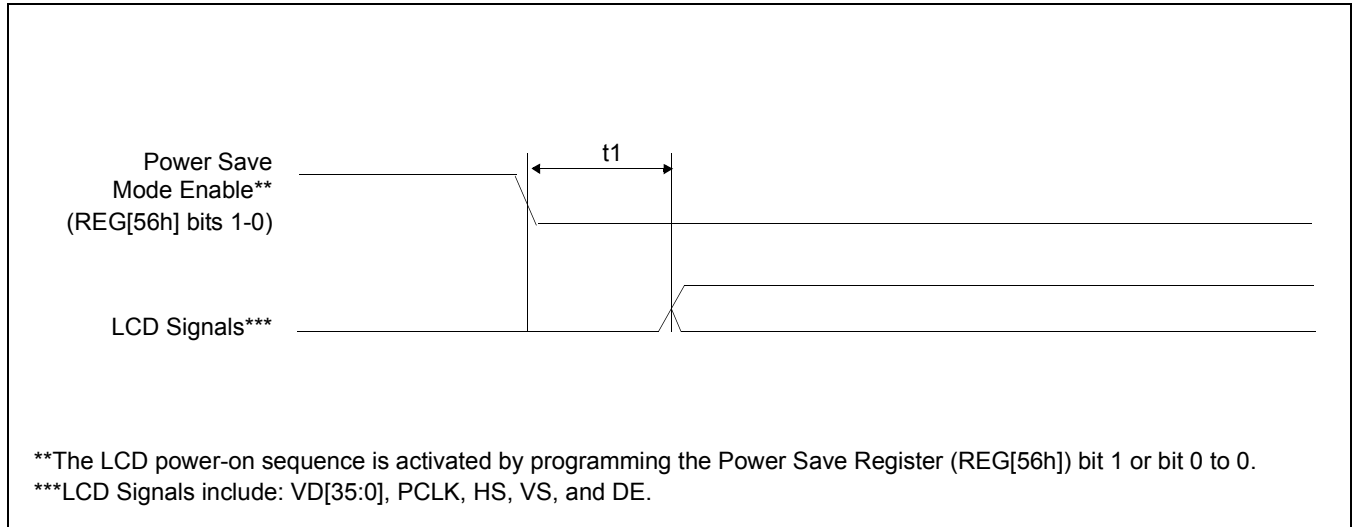 t1
Power Save
Mode Enable**
(REG[56h] bits 1-0)
LCD Signals***
**The LCD power-on sequence is activated by programming the Power Save Register (REG[56h]) bit 1 or bit 0 to 0.
***LCD Signals include: VD[35:0], PCLK, HS, VS, and DE.